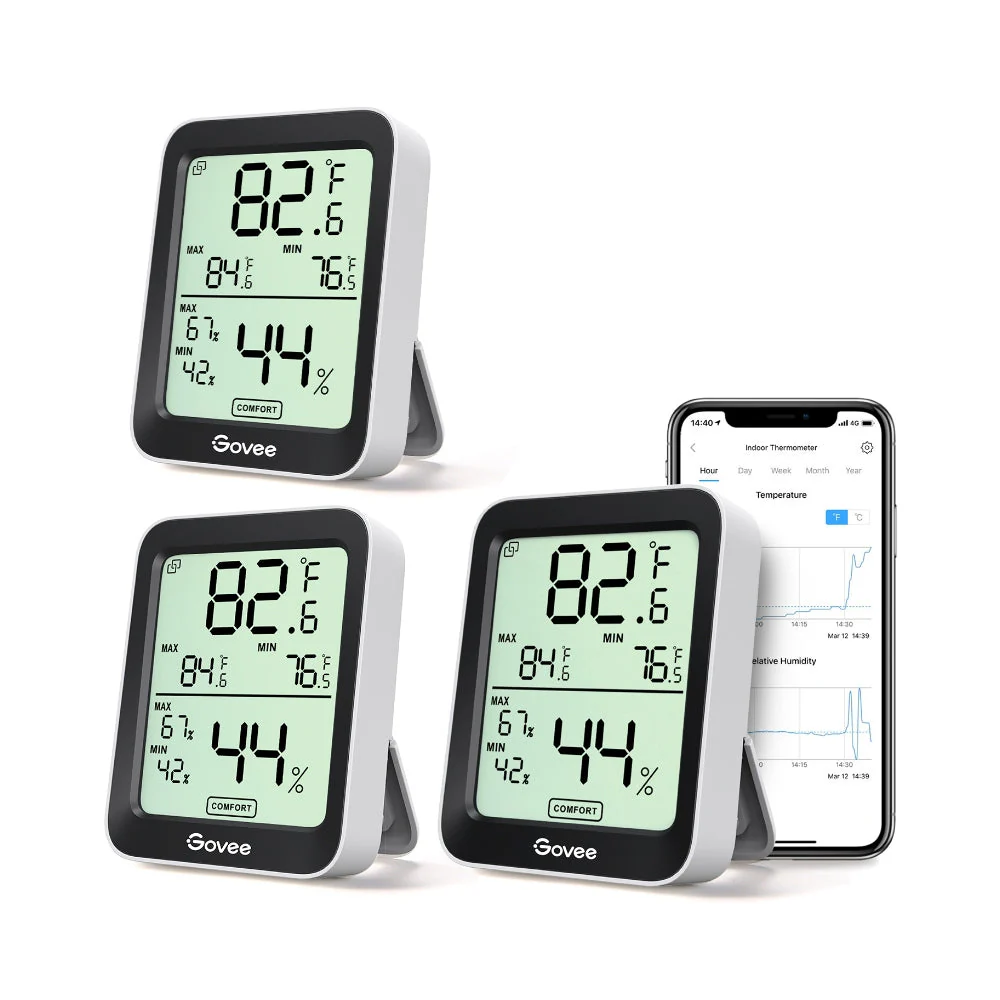 82.6 °F
MAX MIN
84.6 °F 76.5 °F
MAX
67%
44%
MIN
42%
COMFORT
Govee
14:40 4G
Indoor Thermometer
Hour Day Week Month Year
Temperature
°F °C
14:15 14:30
Mar 12 14:39
elative Humidity
14:15 14:30
Mar 12 14:39
82.6 °F
MAX MIN
84.6 °F 76.5 °F
MAX
67%
44%
MIN
42%
COMFORT
Govee
82.6 °F
MAX MIN
84.6 °F 76.5 °F
MAX
67%
44%
MIN
42%
COMFORT
Govee